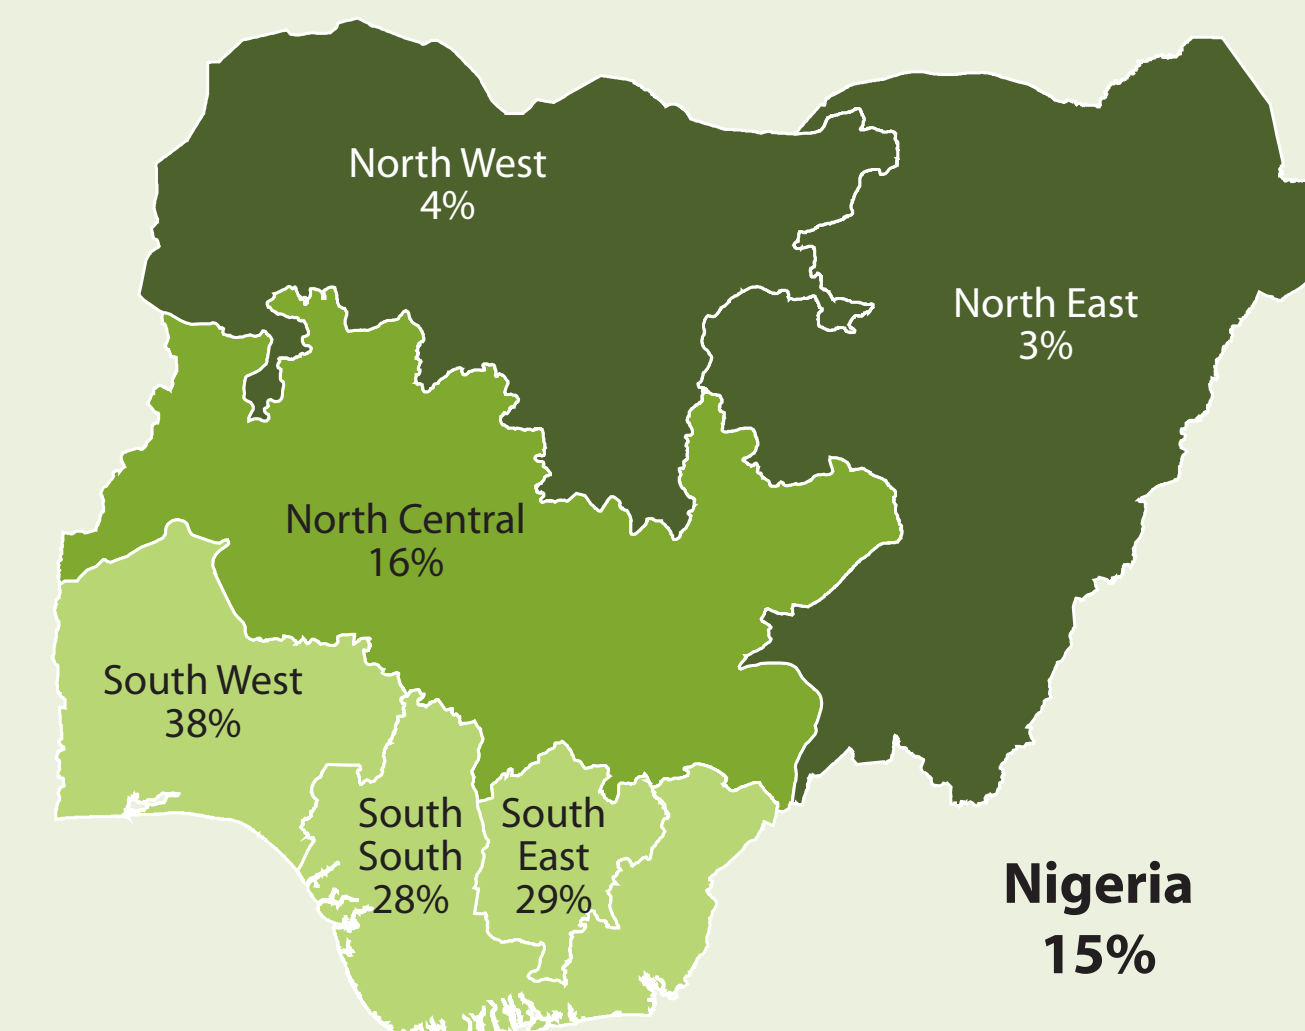 North West
4%
North East
3%
North Central
16%
South West
38%
South
South
28%
South
East
29%
Nigeria
15%